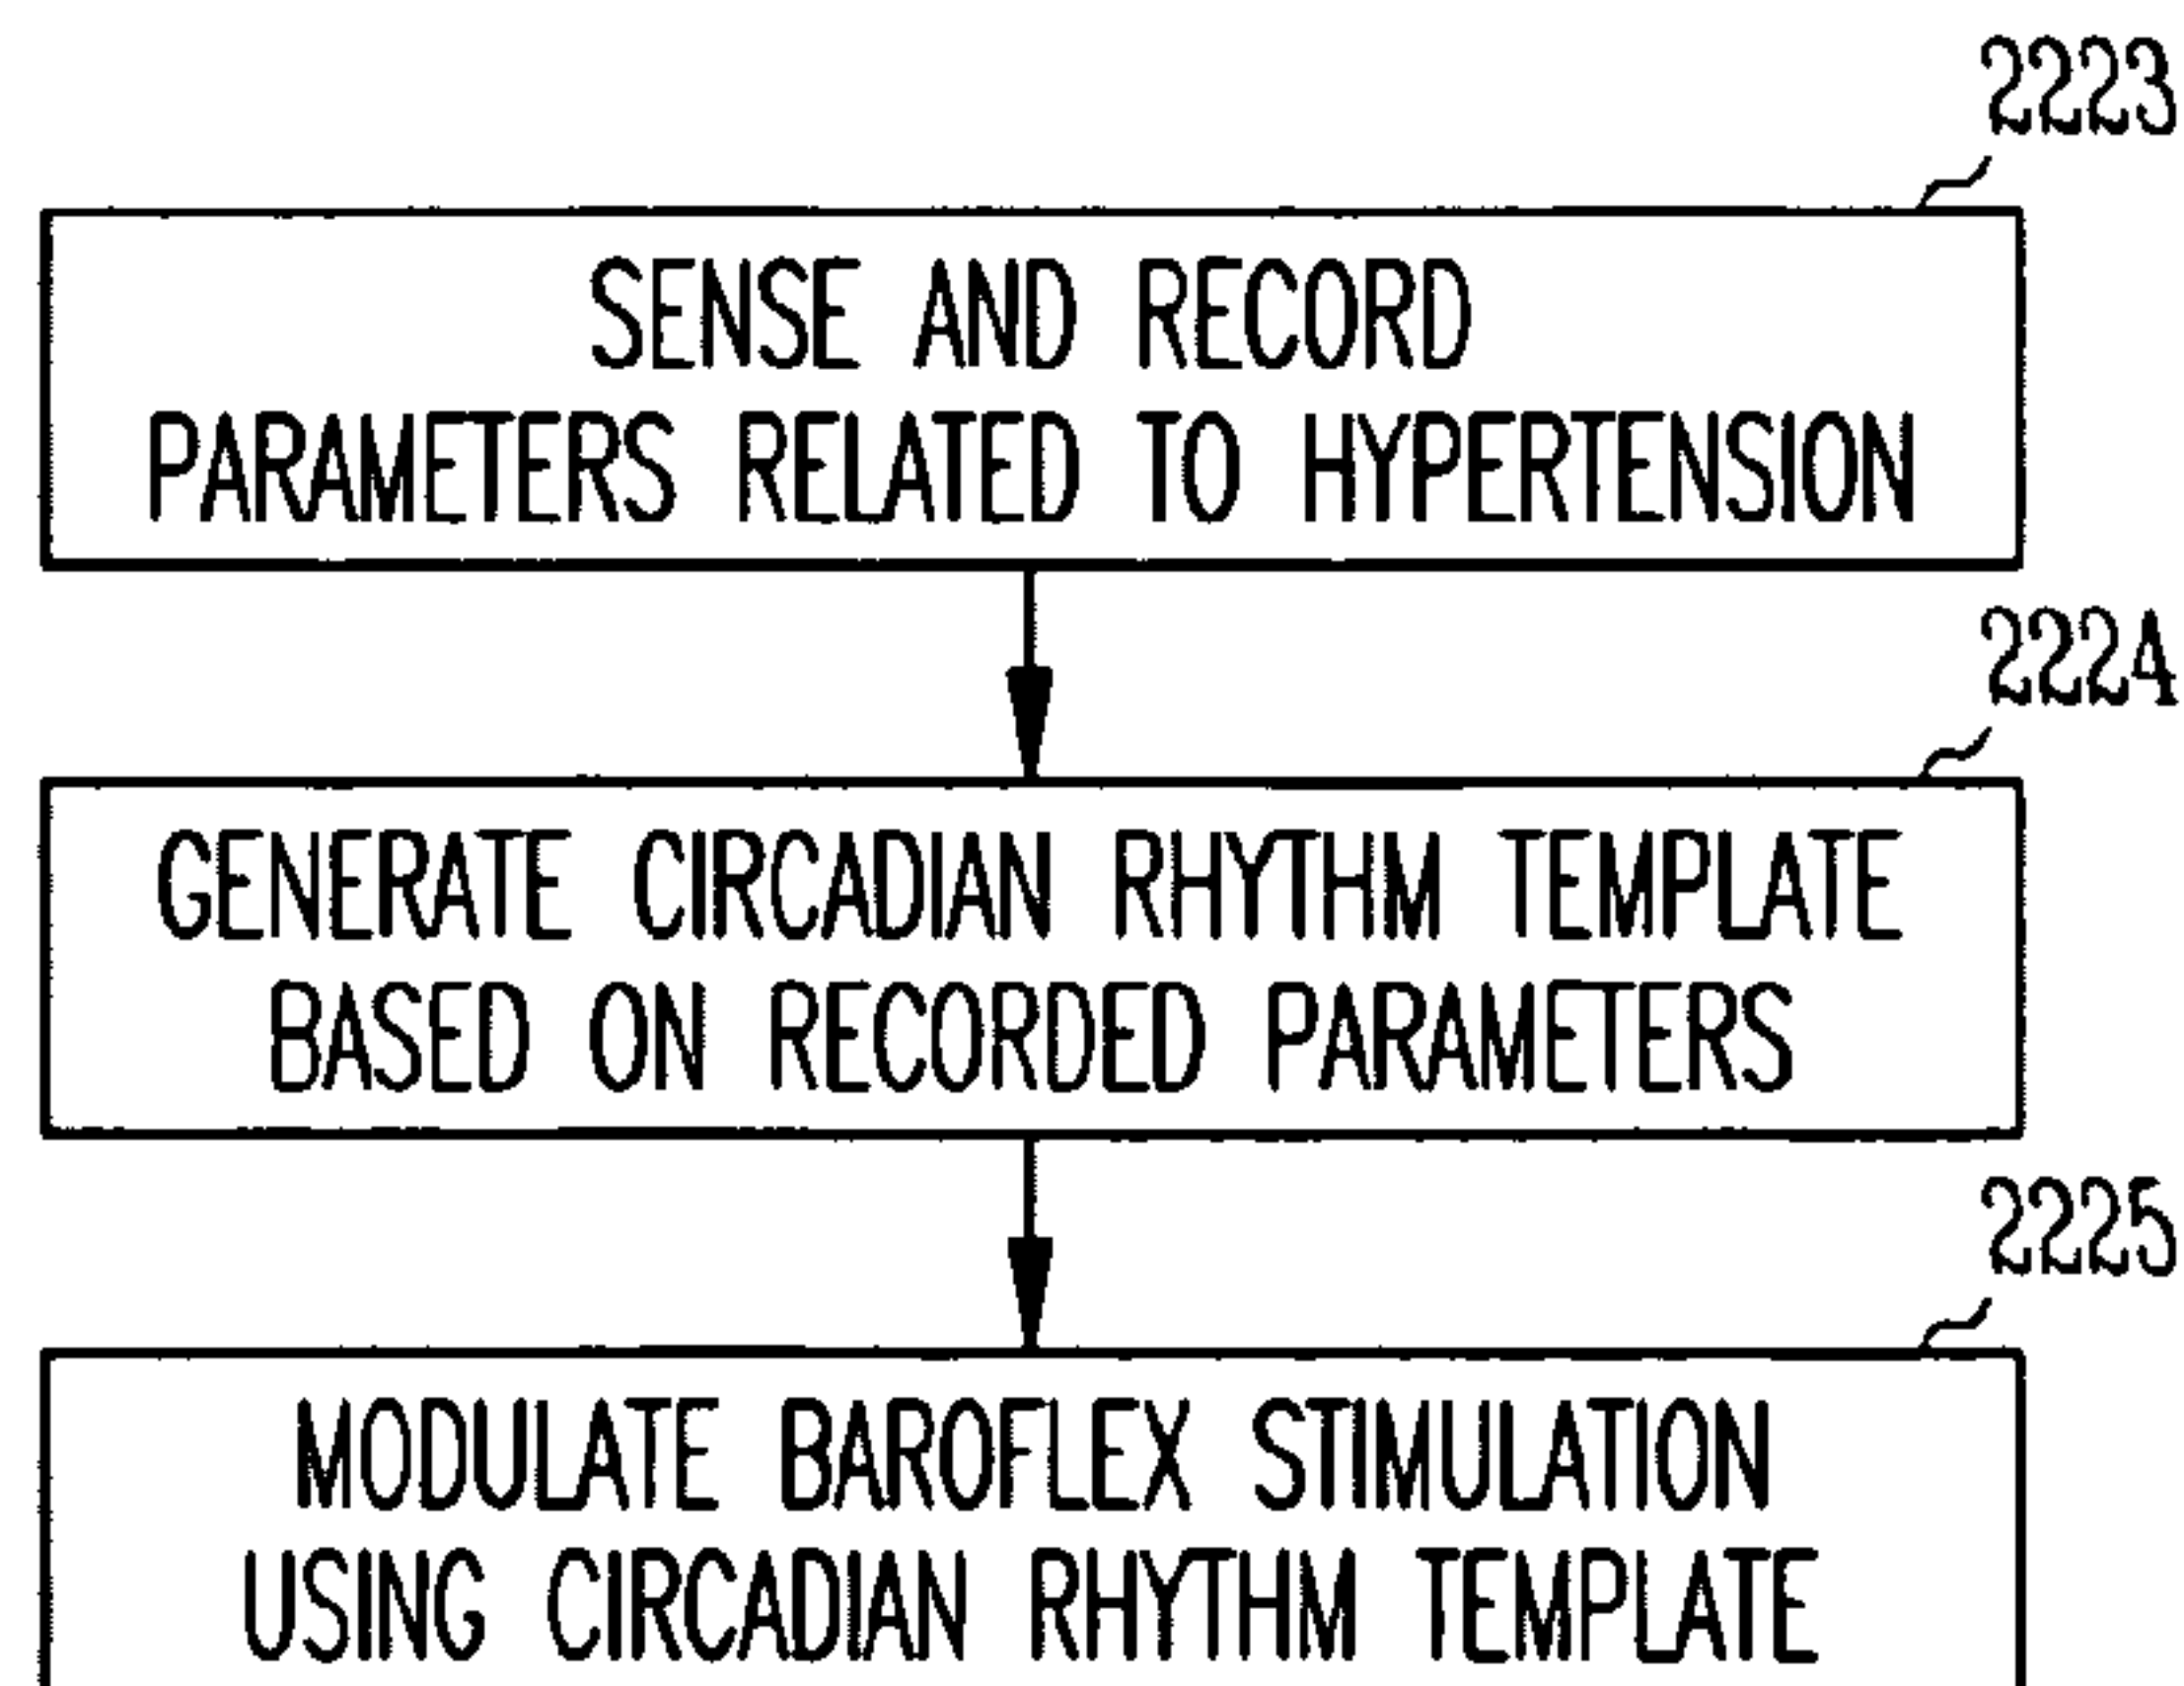 2223
SENSE AND RECORD
PARAMETERS RELATED TO HYPERTENSION
2224
GENERATE CIRCADIAN RHYTHM TEMPLATE
BASED ON RECORDED PARAMETERS
2225
MODULATE BAROFLEX STIMULATION
USING CIRCADIAN RHYTHM TEMPLATE